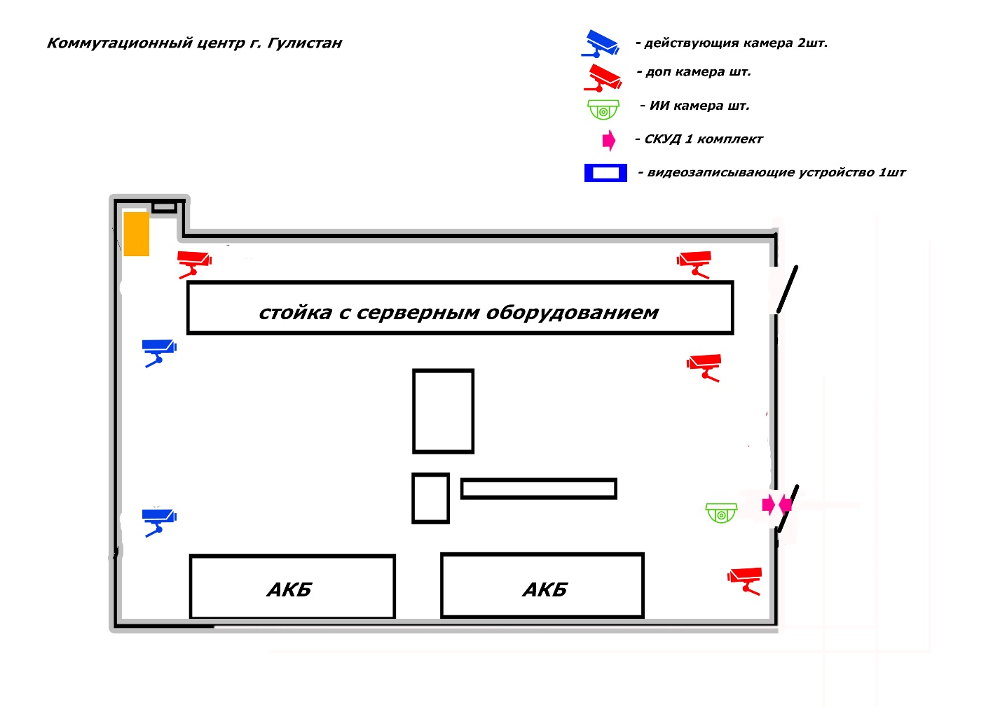 Коммутационный центр г. Гулистан
- действующия камера 2шт.
- доп камера шт.
- ИИ камера шт.
- СКУД 1 комплект
- видеозаписывающие устройство 1шт
стойка с серверным оборудованием
АКБ
АКБ